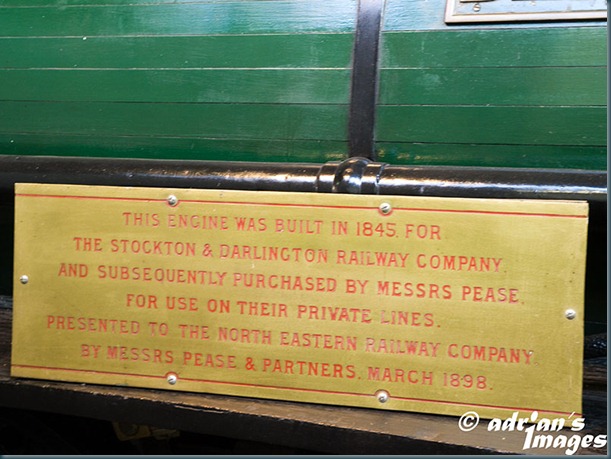 THIS ENGINE WAS BUILT IN 1845. FOR
THE STOCKTON & DARLINGTON RAILWAY COMPANY.
AND SUBSEQUENTLY PURCHASED BY MESSRS PEASE.
FOR USE ON THEIR PRIVATE LINES.
PRESENTED TO THE NORTH EASTERN RAILWAY COMPANY
BY MESSRS. PEASE & PARTNERS. MARCH 1898.
© adrian's
Images